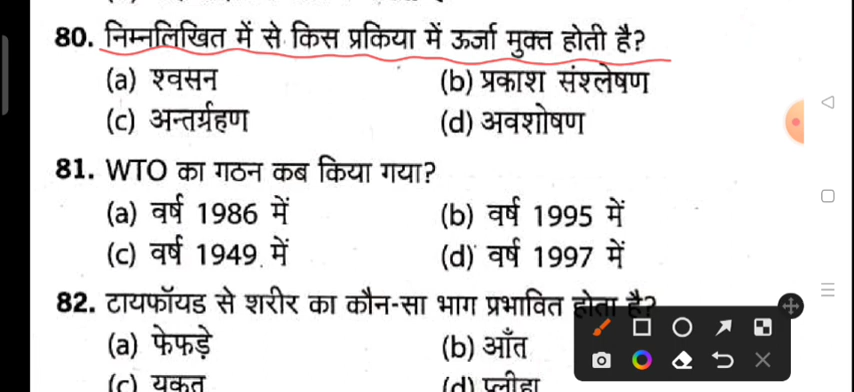 80. निम्नलिखित में से किस प्रकिया में ऊर्जा मुक्त होती है?
(a) श्वसन (b) प्रकाश संश्लेषण
(c) अन्तर्ग्रहण (d) अवशोषण
81. WTO का गठन कब किया गया?
(a) वर्ष 1986 में (b) वर्ष 1995 में
(c) वर्ष 1949 में (d) वर्ष 1997 में
82. टायफॉयड से शरीर का कौन-सा भाग प्रभावित होता है?
(a) फेफड़े (b) आँत
(c) यकृत (d) प्लीहा